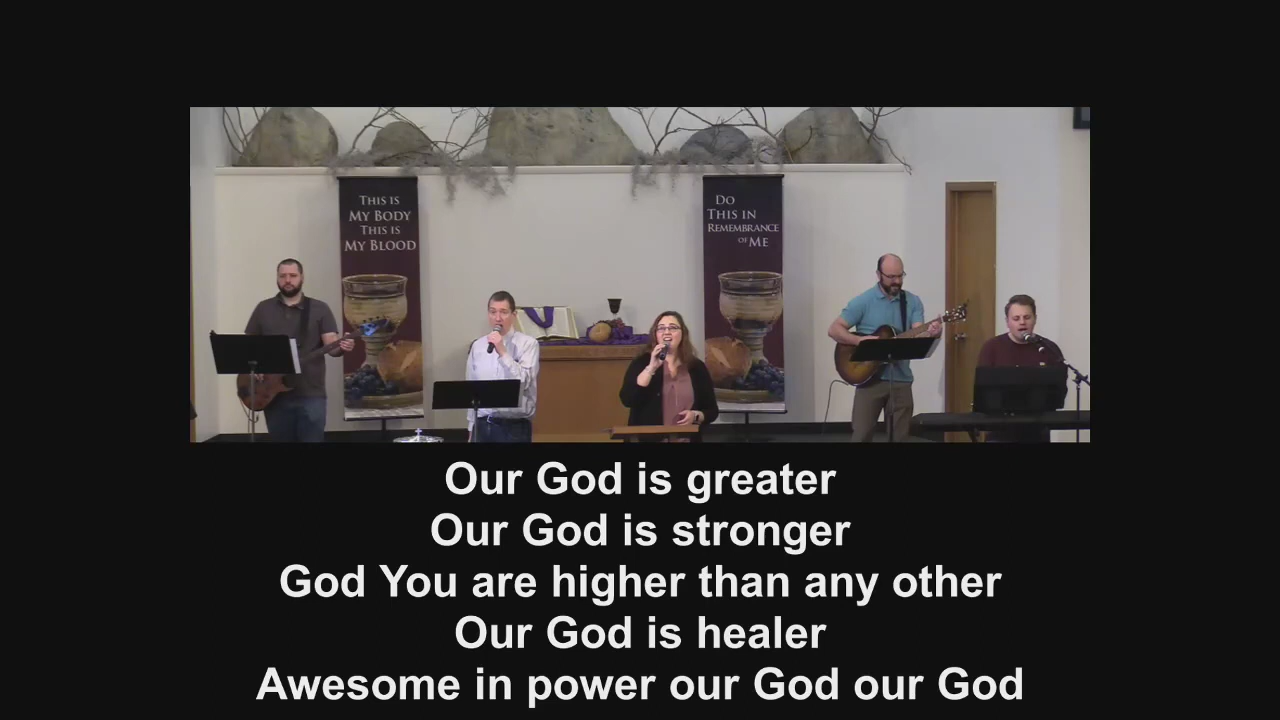 THIS IS
MY BODY
THIS IS
MY BLOOD
DO
THIS IN
REMEMBRANCE
OF ME
Our God is greater
Our God is stronger
God You are higher than any other
Our God is healer
Awesome in power our God our God